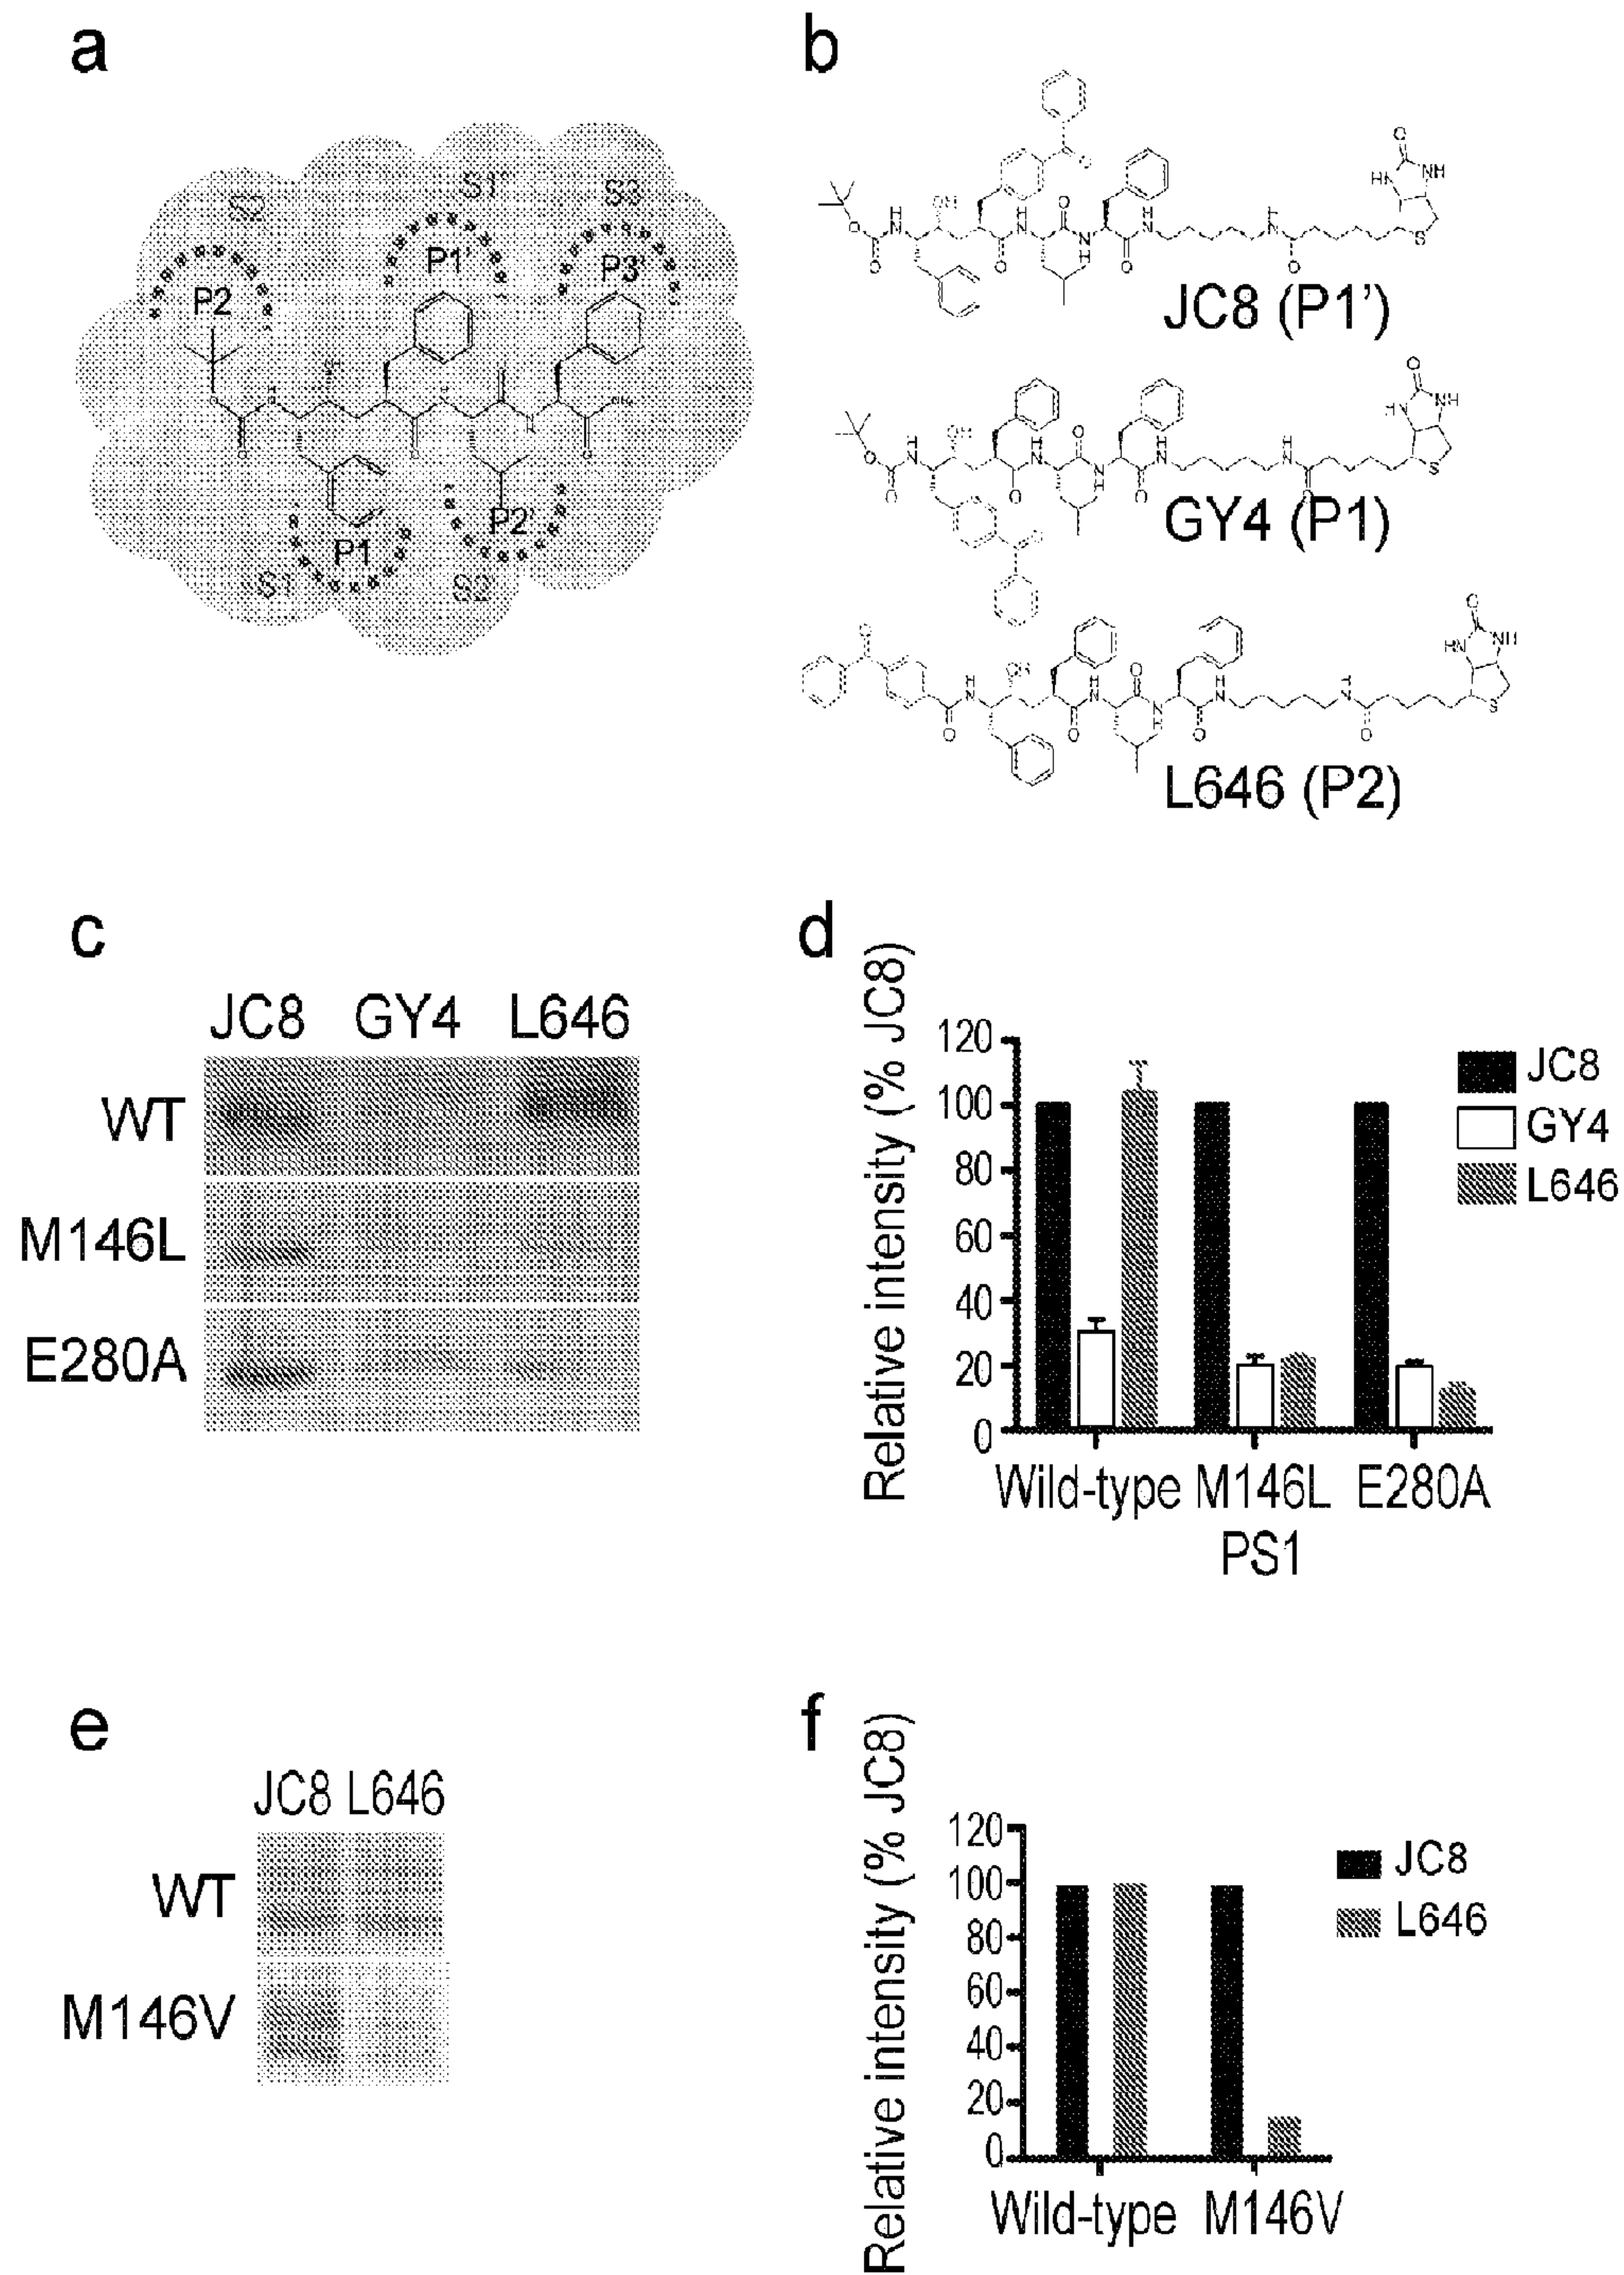 a
S2
S1'
S3'
P2
P1'
P3'
P1
P2'
S1
S2'
b
JC8 (P1’)
GY4 (P1)
L646 (P2)
c
JC8 GY4 L646
WT
M146L
E280A
d
Relative intensity (% JC8)
120
100
80
60
40
20
0
Wild-type M146L E280A
PS1
JC8
GY4
L646
e
JC8 L646
WT
M146V
f
Relative intensity (% JC8)
120
100
80
60
40
20
0
Wild-type M146V
JC8
L646